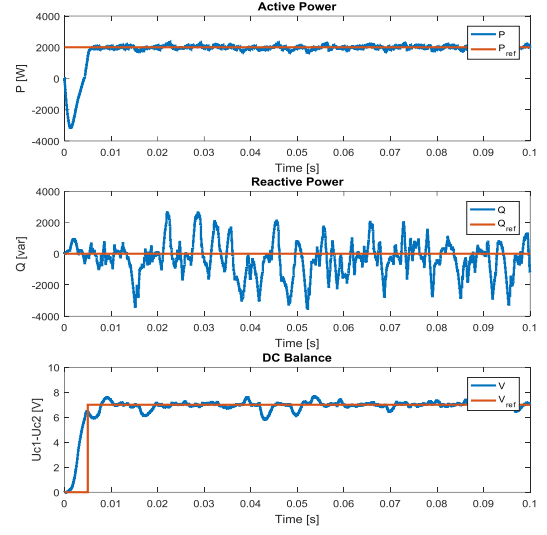 Active Power
4000
2000
0
-2000
-4000
P [W]
P
P_ref
0 0.01 0.02 0.03 0.04 0.05 0.06 0.07 0.08 0.09 0.1
Time [s]
Reactive Power
4000
2000
0
-2000
-4000
Q [var]
Q
Q_ref
0 0.01 0.02 0.03 0.04 0.05 0.06 0.07 0.08 0.09 0.1
Time [s]
DC Balance
10
8
6
4
2
0
Uc1-Uc2 [V]
V
V_ref
0 0.01 0.02 0.03 0.04 0.05 0.06 0.07 0.08 0.09 0.1
Time [s]